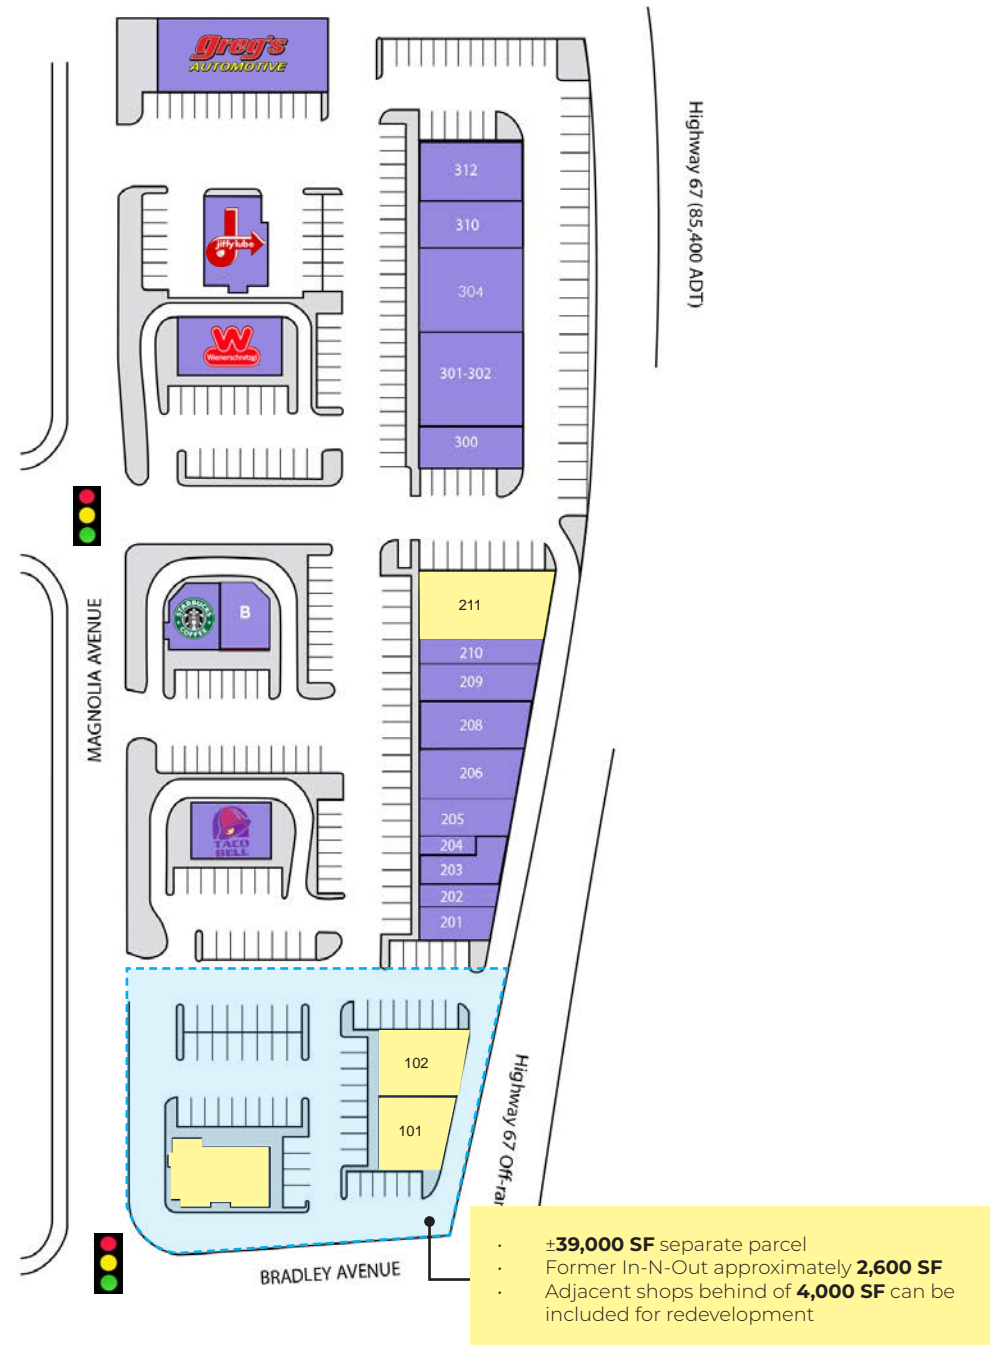 greg's
AUTOMOTIVE
Highway 67 (85,400 ADT)
312
310
304
301-302
300
jiffylube
W
Wienerschnitzel
MAGNOLIA AVENUE
STARBUCKS
COFFEE
B
211
210
209
208
206
205
204
203
202
201
TACO
BELL
102
101
Highway 67 Off-ra
BRADLEY AVENUE
· ±39,000 SF separate parcel
· Former In-N-Out approximately 2,600 SF
· Adjacent shops behind of 4,000 SF can be
included for redevelopment